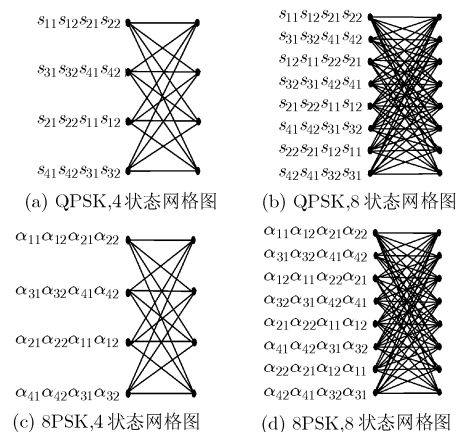 s₁₁s₁₂s₂₁s₂₂
s₃₁s₃₂s₄₁s₄₂
s₂₁s₂₂s₁₁s₁₂
s₄₁s₄₂s₃₁s₃₂
(a) QPSK,4状态网格图
s₁₁s₁₂s₂₁s₂₂
s₃₁s₃₂s₄₁s₄₂
s₁₂s₁₁s₂₂s₂₁
s₃₂s₃₁s₄₂s₄₁
s₂₁s₂₂s₁₁s₁₂
s₄₁s₄₂s₃₁s₃₂
s₂₂s₂₁s₁₂s₁₁
s₄₂s₄₁s₃₂s₃₁
(b) QPSK,8状态网格图
α₁₁α₁₂α₂₁α₂₂
α₃₁α₃₂α₄₁α₄₂
α₂₁α₂₂α₁₁α₁₂
α₄₁α₄₂α₃₁α₃₂
(c) 8PSK,4状态网格图
α₁₁α₁₂α₂₁α₂₂
α₃₁α₃₂α₄₁α₄₂
α₁₂α₁₁α₂₂α₂₁
α₃₂α₃₁α₄₂α₄₁
α₂₁α₂₂α₁₁α₁₂
α₄₁α₄₂α₃₁α₃₂
α₂₂α₂₁α₁₂α₁₁
α₄₂α₄₁α₃₂α₃₁
(d) 8PSK,8状态网格图